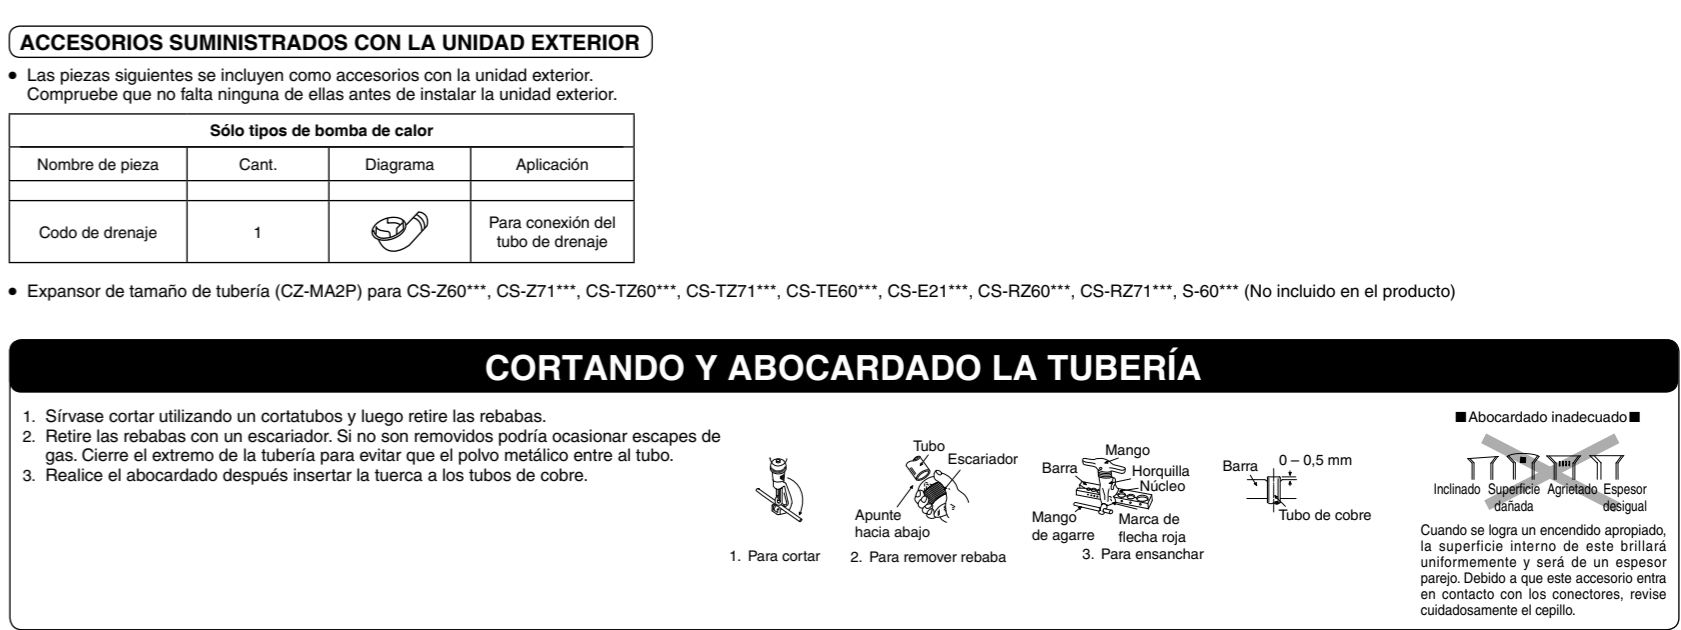 ACCESORIOS SUMINISTRADOS CON LA UNIDAD EXTERIOR
● Las piezas siguientes se incluyen como accesorios con la unidad exterior.
Compruebe que no falta ninguna de ellas antes de instalar la unidad exterior.
Sólo tipos de bomba de calor
Nombre de pieza Cant. Diagrama Aplicación
Codo de drenaje 1 Para conexión del
tubo de drenaje
● Expansor de tamaño de tubería (CZ-MA2P) para CS-Z60***, CS-Z71***, CS-TZ60***, CS-TZ71***, CS-TE60***, CS-E21***, CS-RZ60***, CS-RZ71***, S-60*** (No incluido en el producto)
CORTANDO Y ABOCARDADO LA TUBERÍA
1. Sírvase cortar utilizando un cortatubos y luego retire las rebabas.
2. Retire las rebabas con un escariador. Si no son removidos podría ocasionar escapes de
gas. Cierre el extremo de la tubería para evitar que el polvo metálico entre al tubo.
3. Realice el abocardado después insertar la tuerca a los tubos de cobre.
1. Para cortar
Tubo
Escariador
Apunte
hacia abajo
2. Para remover rebaba
Mango
Barra
Horquilla
Núcleo
Mango
de agarre
Marca de
flecha roja
3. Para ensanchar
Barra
0 – 0,5 mm
Tubo de cobre
■Abocardado inadecuado■
Inclinado Superficie Agrietado Espesor
dañada desigual
Cuando se logra un encendido apropiado,
la superficie interno de este brillará
uniformemente y será de un espesor
parejo. Debido a que este accesorio entra
en contacto con los conectores, revise
cuidadosamente el cepillo.